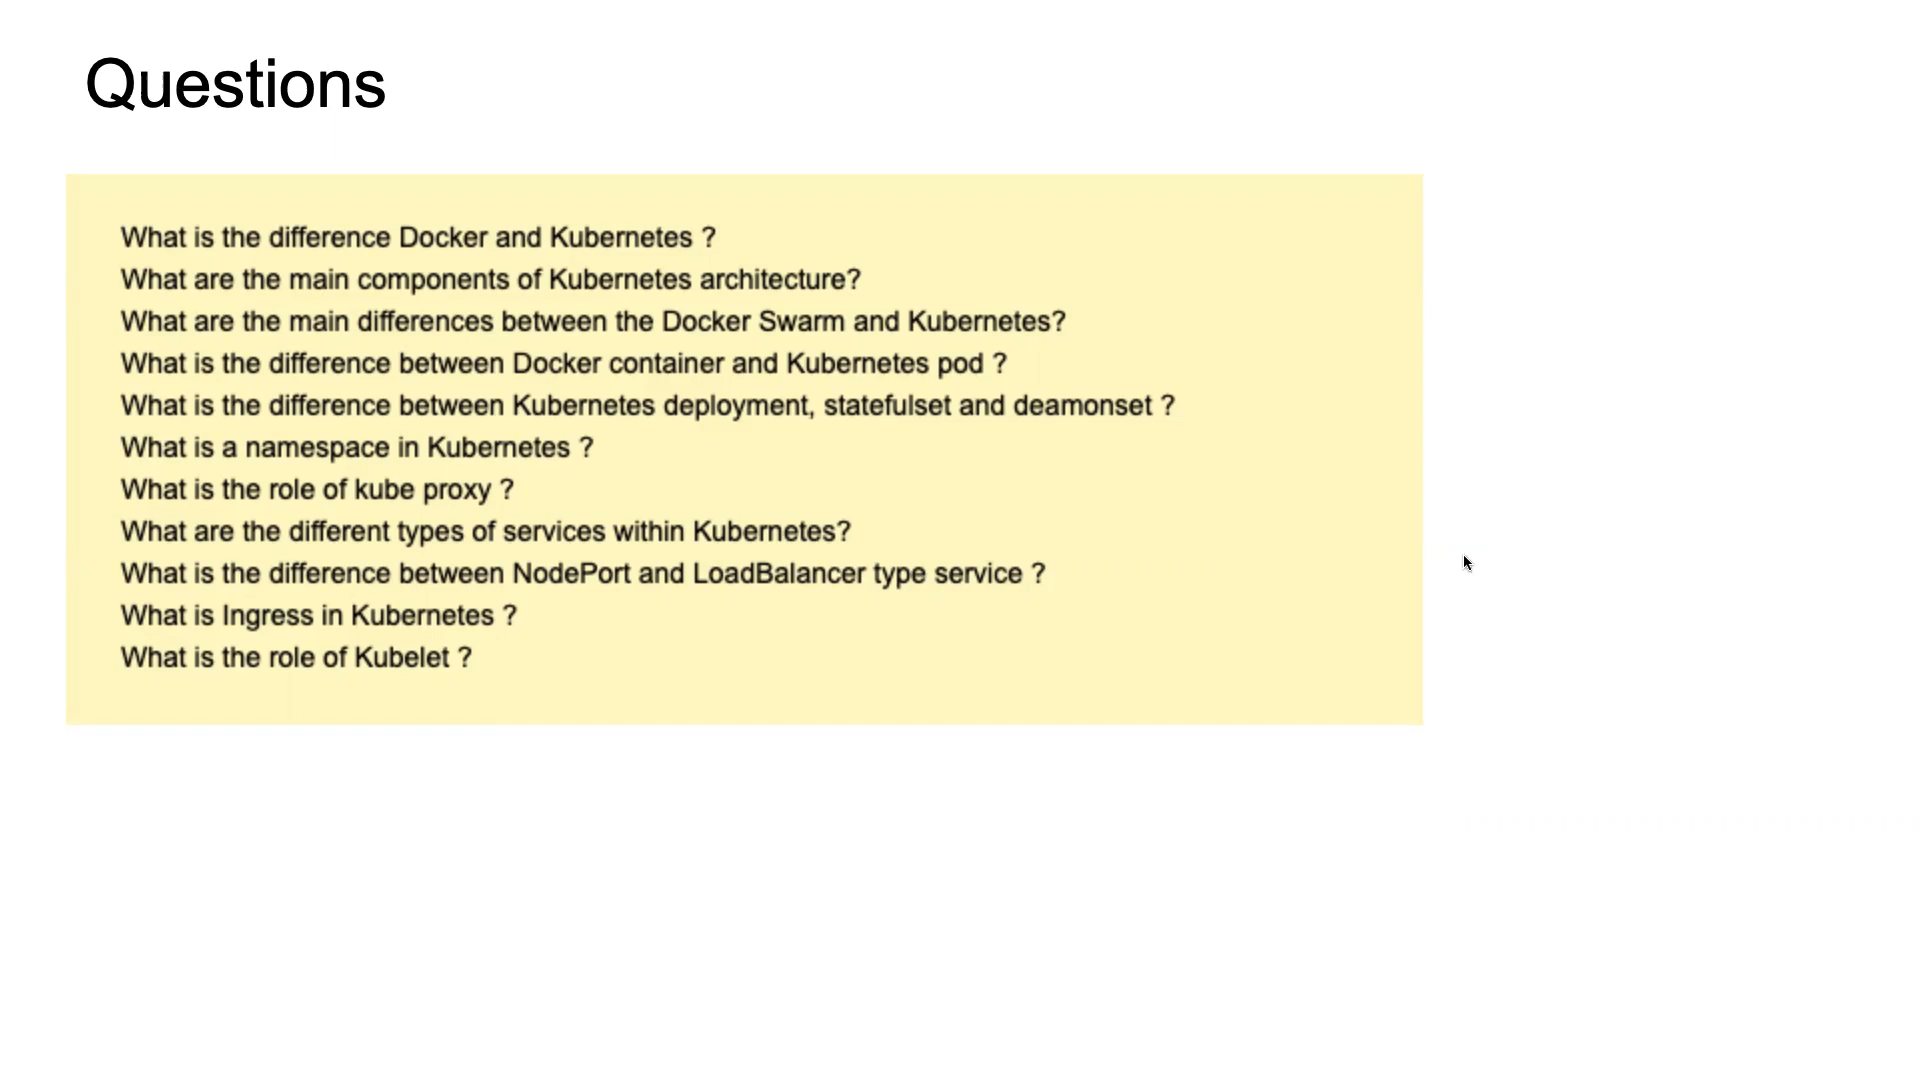 Questions
What is the difference Docker and Kubernetes ?
What are the main components of Kubernetes architecture?
What are the main differences between the Docker Swarm and Kubernetes?
What is the difference between Docker container and Kubernetes pod ?
What is the difference between Kubernetes deployment, statefulset and deamonset ?
What is a namespace in Kubernetes ?
What is the role of kube proxy ?
What are the different types of services within Kubernetes?
What is the difference between NodePort and LoadBalancer type service ?
What is Ingress in Kubernetes ?
What is the role of Kubelet ?